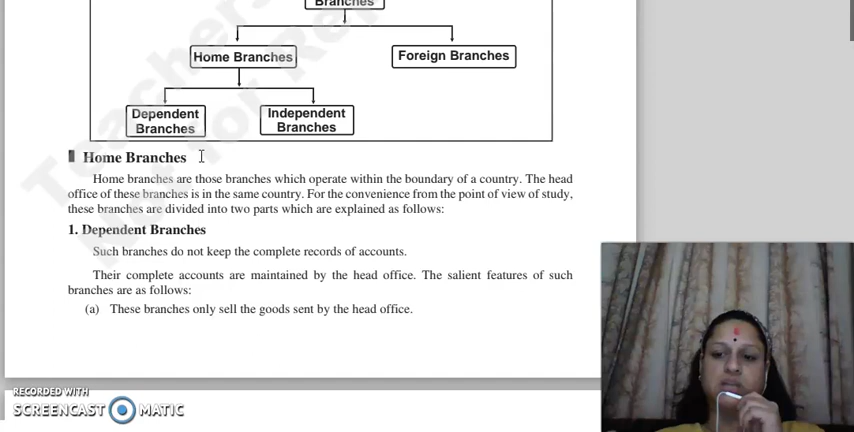 Branches
Home Branches
Foreign Branches
Dependent
Branches
Independent
Branches
Home Branches
Home branches are those branches which operate within the boundary of a country. The head
office of these branches is in the same country. For the convenience from the point of view of study,
these branches are divided into two parts which are explained as follows:
1. Dependent Branches
Such branches do not keep the complete records of accounts.
Their complete accounts are maintained by the head office. The salient features of such
branches are as follows:
(a) These branches only sell the goods sent by the head office.
RECORDED WITH
SCREENCAST MATIC